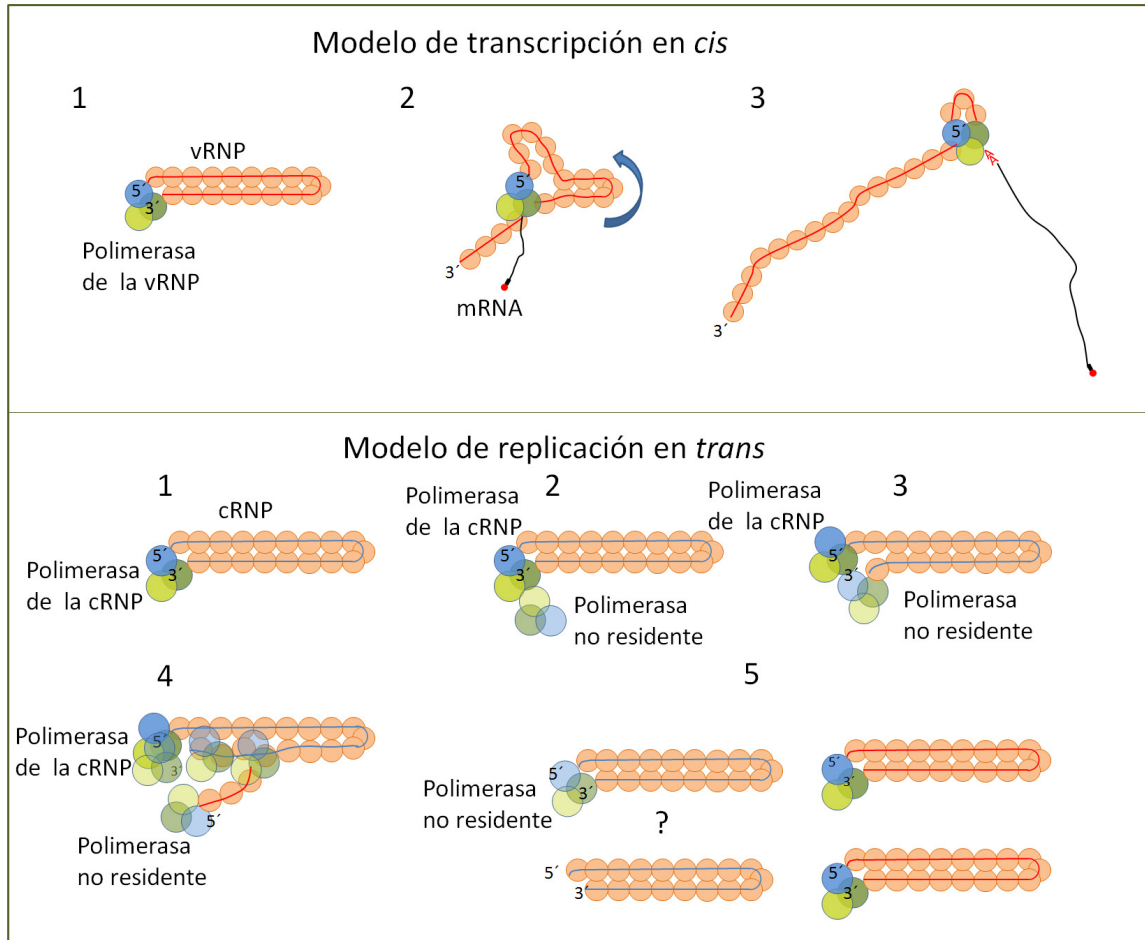 Modelo de transcripción en cis
1
2
3
vRNP
5´
3´
Polimerasa
de la vRNP
5´
3´
mRNA
5´
A
3´
Modelo de replicación en trans
1
2
3
cRNP
5´
3´
Polimerasa
de la cRNP
Polimerasa
de la cRNP
5´
3´
Polimerasa
no residente
Polimerasa
de la cRNP
5´
3´
Polimerasa
no residente
4
5
Polimerasa
de la cRNP
5´
3´
5´
Polimerasa
no residente
Polimerasa
no residente
5´
3´
5´
3´
?
5´
3´
5´
3´